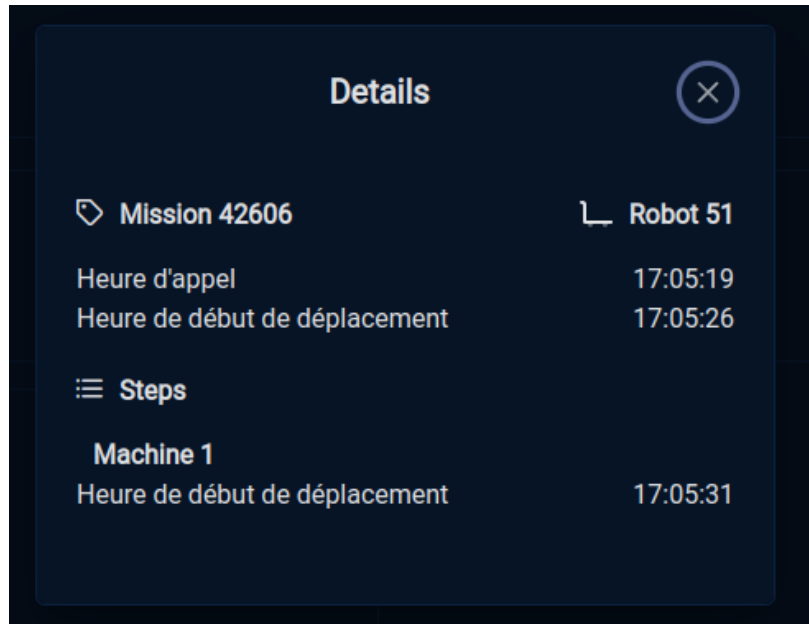 Details
Mission 42606 Robot 51
Heure d'appel 17:05:19
Heure de début de déplacement 17:05:26
Steps
Machine 1
Heure de début de déplacement 17:05:31